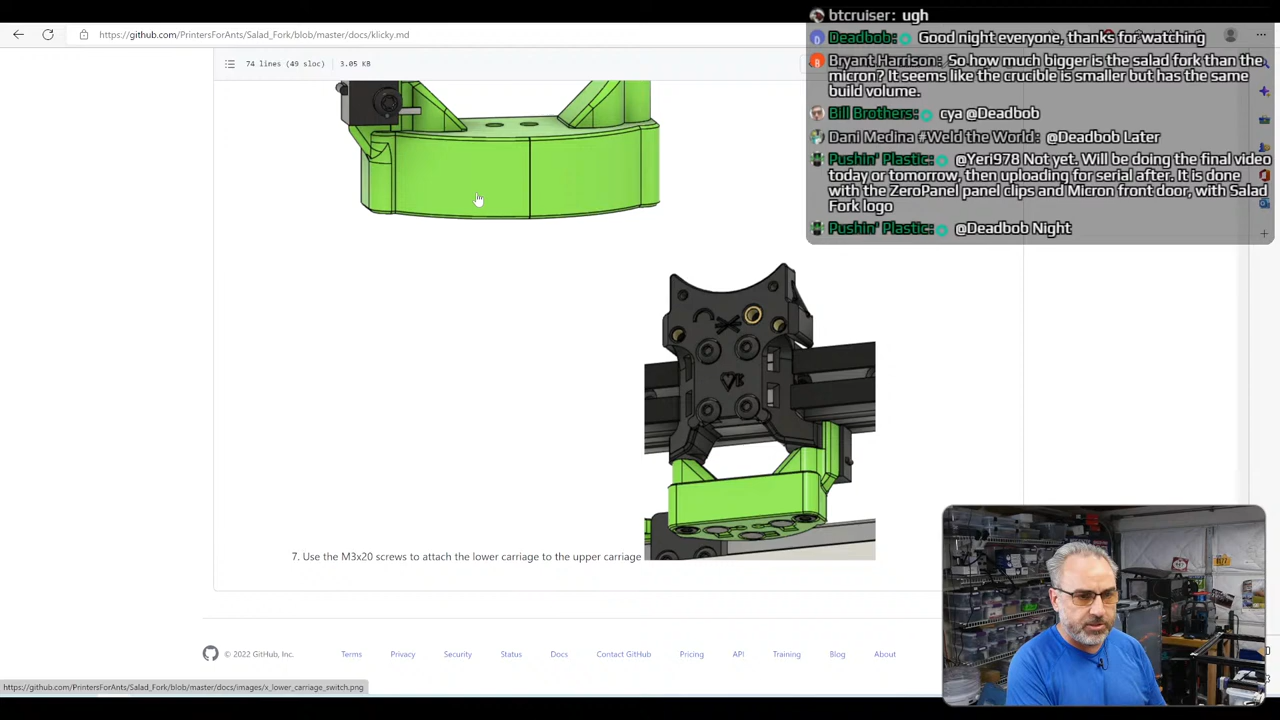 https://github.com/PrintersForAnts/Salad_Fork/blob/master/docs/klicky.md
btcruiser: ugh
Deadbob: Good night everyone, thanks for watching
Bryant Harrison: So how much bigger is the salad fork than the
micron? It seems like the crucible is smaller but has the same
build volume.
Bill Brothers: cya @Deadbob
Dani Medina #Weld the World: @Deadbob Later
Pushin' Plastic: @Yeri978 Not yet. Will be doing the final video
today or tomorrow, then uploading for serial after. It is done
with the ZeroPanel panel clips and Micron front door, with Salad
Fork logo
Pushin' Plastic: @Deadbob Night
74 lines (49 sloc)
3.05 KB
7. Use the M3x20 screws to attach the lower carriage to the upper carriage
© 2022 GitHub, Inc.
Terms
Privacy
Security
Status
Docs
Contact GitHub
Pricing
API
Training
Blog
About
https://github.com/PrintersForAnts/Salad_Fork/blob/master/docs/images/x_lower_carriage_switch.png